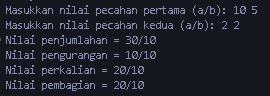 Masukkan nilai pecahan pertama (a/b): 10 5
Masukkan nilai pecahan kedua (a/b): 2 2
Nilai penjumlahan = 30/10
Nilai pengurangan = 10/10
Nilai perkalian = 20/10
Nilai pembagian = 20/10